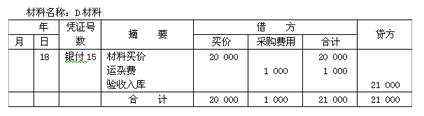 材料名称：D材料
年 凭证号数 摘 要 借 方 贷方
月 日 买价 采购费用 合计
18 银付15 材料买价 20 000 20 000
运杂费 1 000 1 000
验收入库 21 000
合 计 20 000 1 000 21 000 21 000